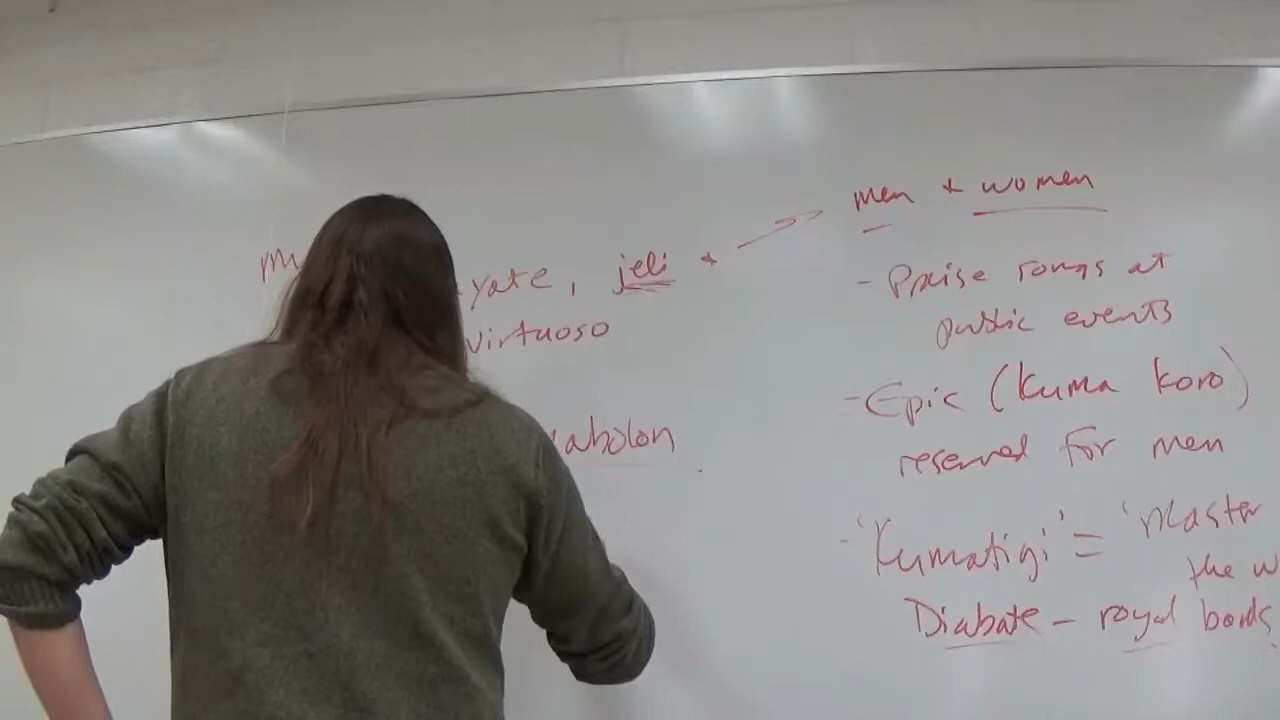 yate, jeli *
virtuoso
abolon
men + women
- Praise songs at
public events
- Epic (Kuma Koro)
reserved for men
- 'Kumatigi' = 'Master
the w
Diabate - royal bards